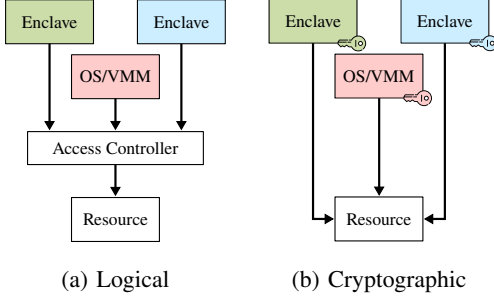 Enclave
Enclave
OS/VMM
Access Controller
Resource
(a) Logical
Enclave
Enclave
OS/VMM
Resource
(b) Cryptographic